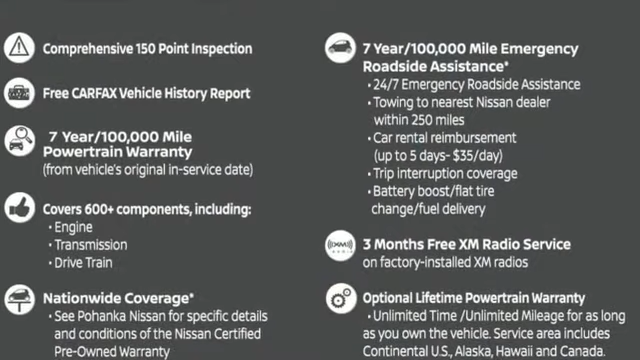 Comprehensive 150 Point Inspection
Free CARFAX Vehicle History Report
7 Year/100,000 Mile
Powertrain Warranty
(from vehicle's original in-service date)
Covers 600+ components, including:
• Engine
• Transmission
• Drive Train
Nationwide Coverage*
• See Pohanka Nissan for specific details
and conditions of the Nissan Certified
Pre-Owned Warranty
7 Year/100,000 Mile Emergency
Roadside Assistance*
• 24/7 Emergency Roadside Assistance
• Towing to nearest Nissan dealer
within 250 miles
• Car rental reimbursement
(up to 5 days- $35/day)
• Trip interruption coverage
• Battery boost/flat tire
change/fuel delivery
XM
3 Months Free XM Radio Service
on factory-installed XM radios
Optional Lifetime Powertrain Warranty
• Unlimited Time /Unlimited Mileage for as long
as you own the vehicle. Service area includes
Continental U.S., Alaska, Hawaii and Canada.